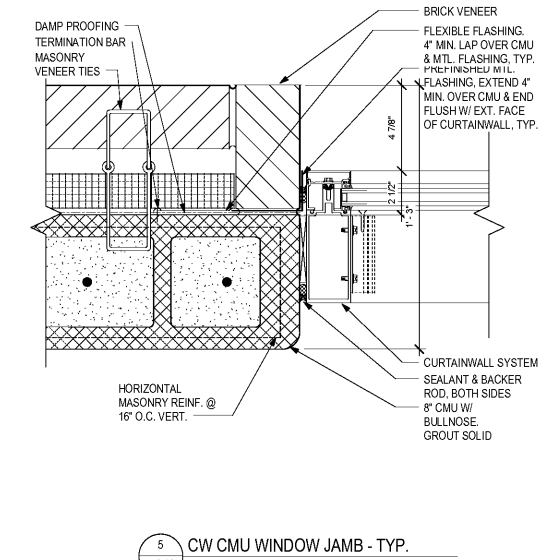 DAMP PROOFING
TERMINATION BAR
MASONRY
VENEER TIES
BRICK VENEER
FLEXIBLE FLASHING.
4" MIN. LAP OVER CMU
& MTL. FLASHING, TYP.
PREFINISHED MTL.
FLASHING, EXTEND 4"
MIN. OVER CMU & END
FLUSH W/ EXT. FACE
OF CURTAINWALL, TYP.
4 7/8"
2 1/2"
1' - 3"
CURTAINWALL SYSTEM
SEALANT & BACKER
ROD, BOTH SIDES
8" CMU W/
BULLNOSE.
GROUT SOLID
HORIZONTAL
MASONRY REINF. @
16" O.C. VERT.
5
CW CMU WINDOW JAMB - TYP.